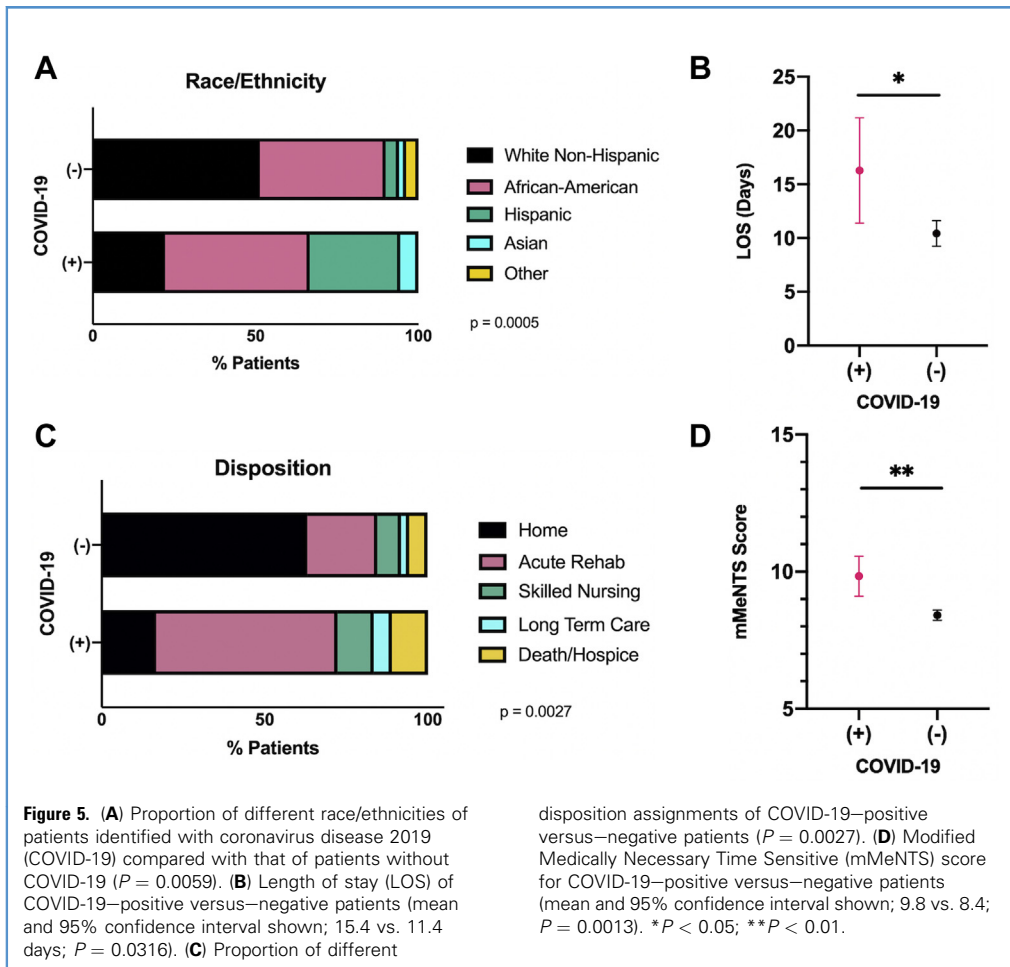 A
Race/Ethnicity
COVID-19
(-)
(+)
0
50
100
% Patients
White Non-Hispanic
African-American
Hispanic
Asian
Other
p = 0.0005
B
*
LOS (Days)
25
20
15
10
5
0
(+)
(-)
COVID-19
C
Disposition
COVID-19
(-)
(+)
0
50
100
% Patients
Home
Acute Rehab
Skilled Nursing
Long Term Care
Death/Hospice
p = 0.0027
D
**
mMeNTS Score
15
10
5
(+)
(-)
COVID-19
Figure 5. (A) Proportion of different race/ethnicities of
patients identified with coronavirus disease 2019
(COVID-19) compared with that of patients without
COVID-19 (P = 0.0059). (B) Length of stay (LOS) of
COVID-19–positive versus–negative patients (mean
and 95% confidence interval shown; 15.4 vs. 11.4
days; P = 0.0316). (C) Proportion of different
disposition assignments of COVID-19–positive
versus–negative patients (P = 0.0027). (D) Modified
Medically Necessary Time Sensitive (mMeNTS) score
for COVID-19–positive versus–negative patients
(mean and 95% confidence interval shown; 9.8 vs. 8.4;
P = 0.0013). *P < 0.05; **P < 0.01.